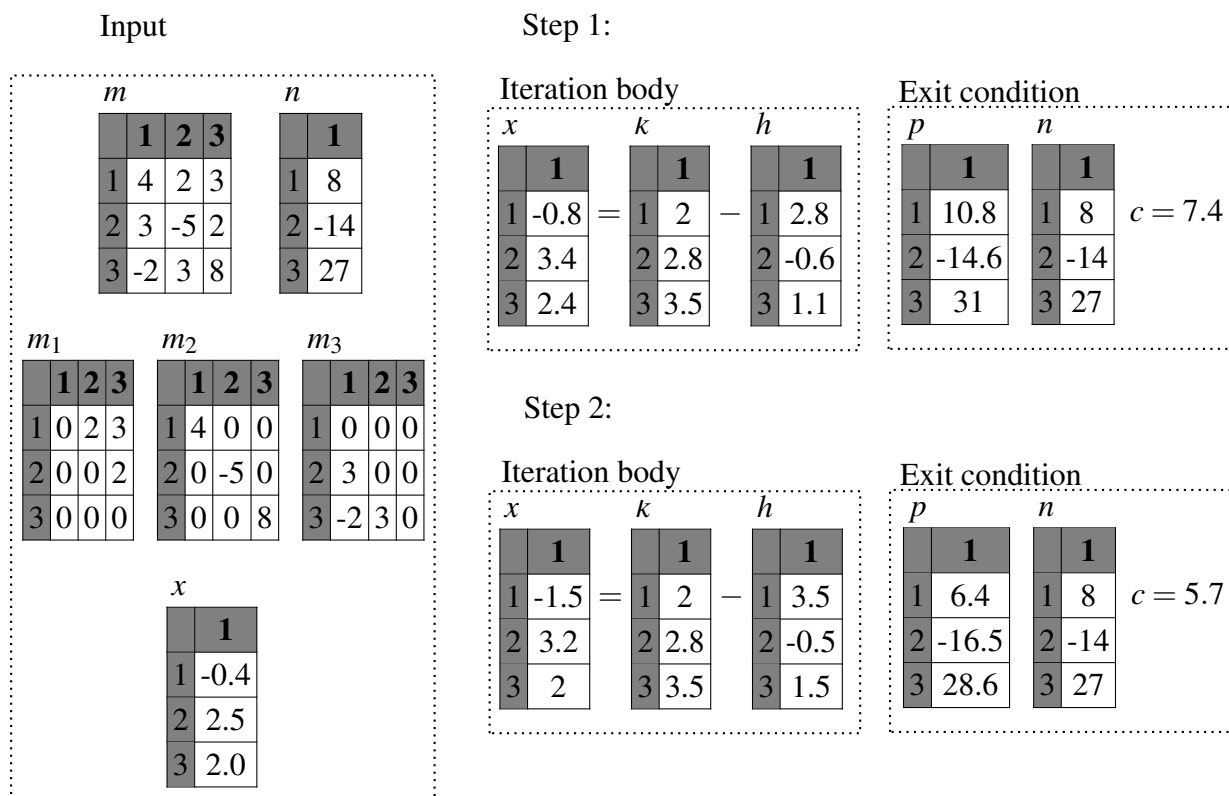 Input
m n
1 2 3
1 4 2 3
2 3 -5 2
3 -2 3 8
1
1 8
2 -14
3 27
m1 m2 m3
1 2 3
1 0 2 3
2 0 0 2
3 0 0 0
1 2 3
1 4 0 0
2 0 -5 0
3 0 0 8
1 2 3
1 0 0 0
2 3 0 0
3 -2 3 0
x
1
1 -0.4
2 2.5
3 2.0
Step 1:
Iteration body
x k h
1 1 1
1 -0.8 = 1 2 − 1 2.8
2 3.4 2 2.8 2 -0.6
3 2.4 3 3.5 3 1.1
Exit condition
p n
1 1
1 10.8 1 8 c = 7.4
2 -14.6 2 -14
3 31 3 27
Step 2:
Iteration body
x k h
1 1 1
1 -1.5 = 1 2 − 1 3.5
2 3.2 2 2.8 2 -0.5
3 2 3 3.5 3 1.5
Exit condition
p n
1 1
1 6.4 1 8 c = 5.7
2 -16.5 2 -14
3 28.6 3 27